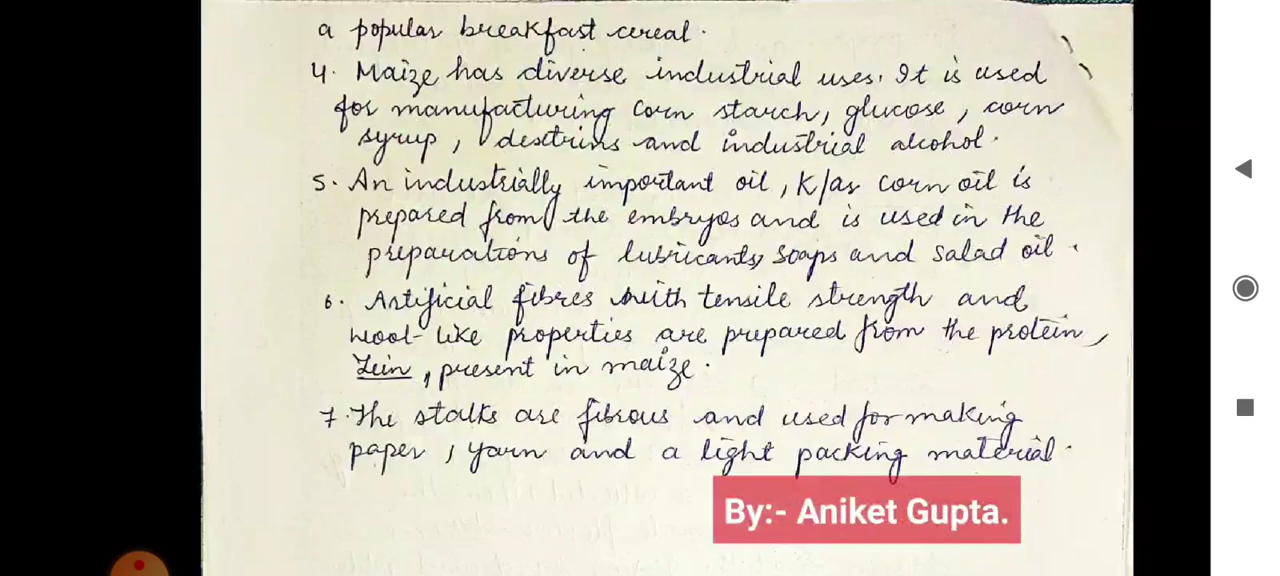 a popular breakfast cereal.
4. Maize has diverse industrial uses. It is used
for manufacturing corn starch, glucose, corn
syrup, dextrins and industrial alcohol.
5. An industrially important oil, k/as corn oil is
prepared from the embryos and is used in the
preparations of lubricants, soaps and salad oil.
6. Artificial fibres with tensile strength and
wool-like properties are prepared from the protein,
Zein, present in maize.
7. The stalks are fibrous and used for making
paper, yarn and a light packing material.
By:- Aniket Gupta.